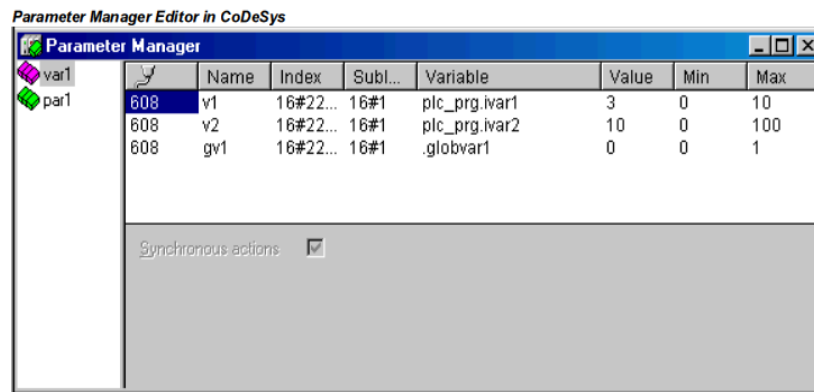 Parameter Manager Editor in CoDeSys
Parameter Manager
var1
par1
Name Index SubI... Variable Value Min Max
608 v1 16#22... 16#1 plc_prg.ivar1 3 0 10
608 v2 16#22... 16#1 plc_prg.ivar2 10 0 100
608 gv1 16#22... 16#1 .globvar1 0 0 1
Synchronous actions